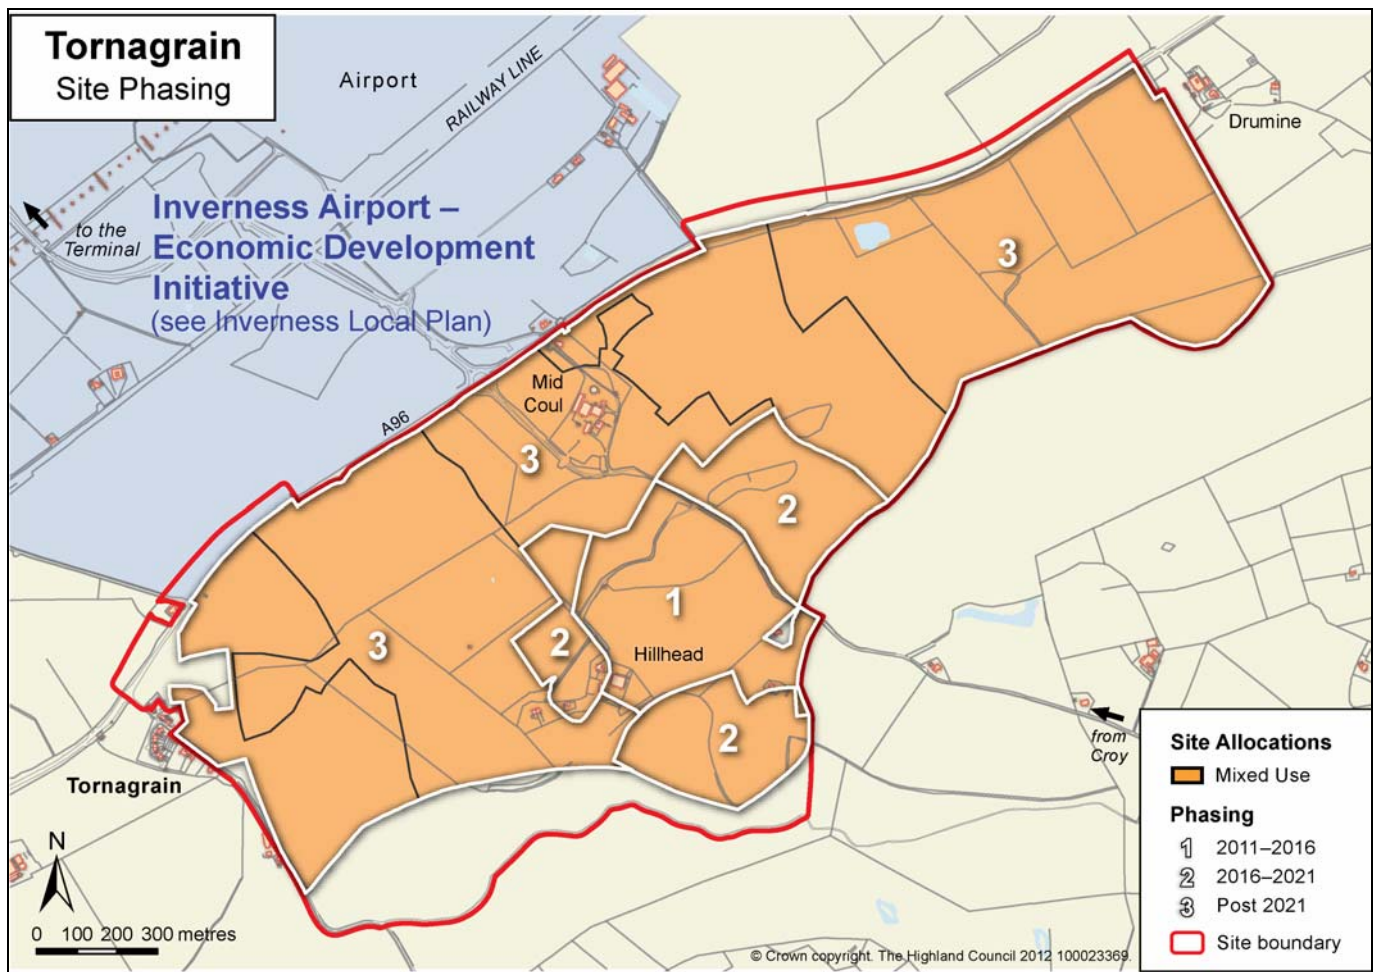 Tornagrain
Site Phasing
Airport
RAILWAY LINE
Drumine
to the
Terminal
Inverness Airport –
Economic Development
Initiative
(see Inverness Local Plan)
3
Mid
Coul
A96
3
2
1
3
2
Hillhead
2
from
Croy
Tornagrain
N
0 100 200 300 metres
Site Allocations
Mixed Use
Phasing
1 2011–2016
2 2016–2021
3 Post 2021
Site boundary
© Crown copyright. The Highland Council 2012 100023369.